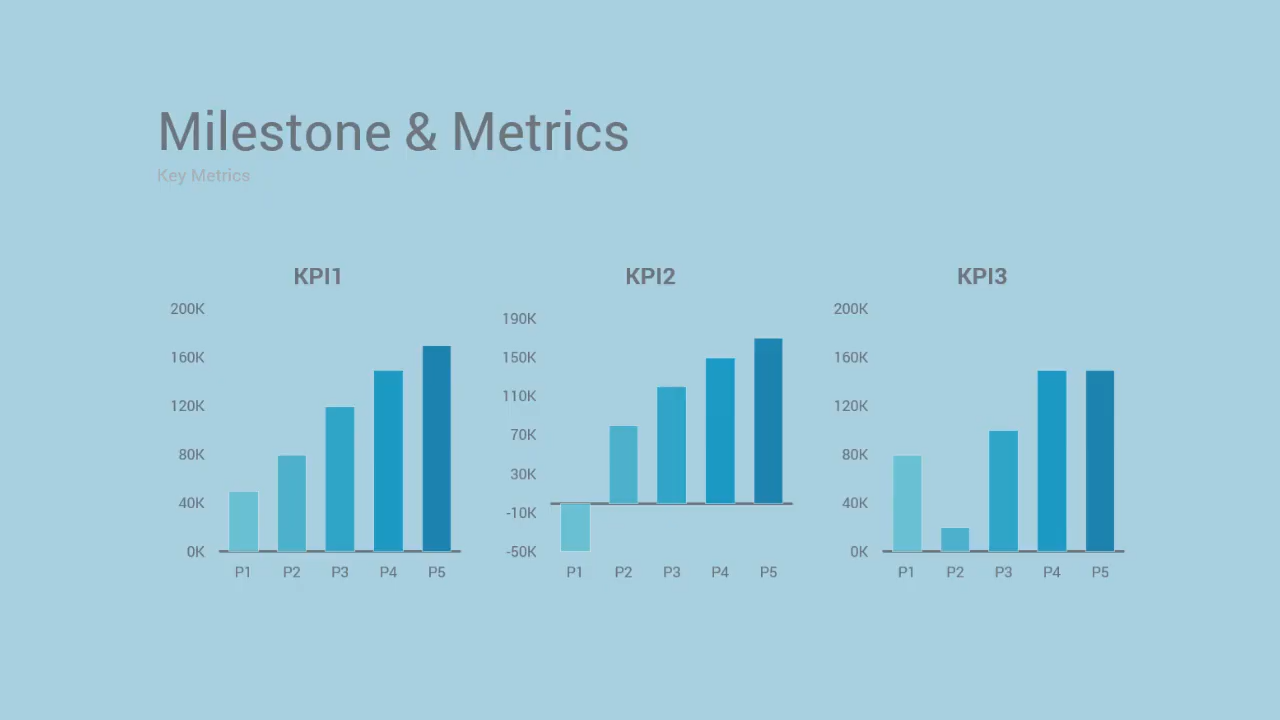 Milestone & Metrics
Key Metrics
KPI1
200K
160K
120K
80K
40K
0K
P1 P2 P3 P4 P5
KPI2
190K
150K
110K
70K
30K
-10K
-50K
P1 P2 P3 P4 P5
KPI3
200K
160K
120K
80K
40K
0K
P1 P2 P3 P4 P5